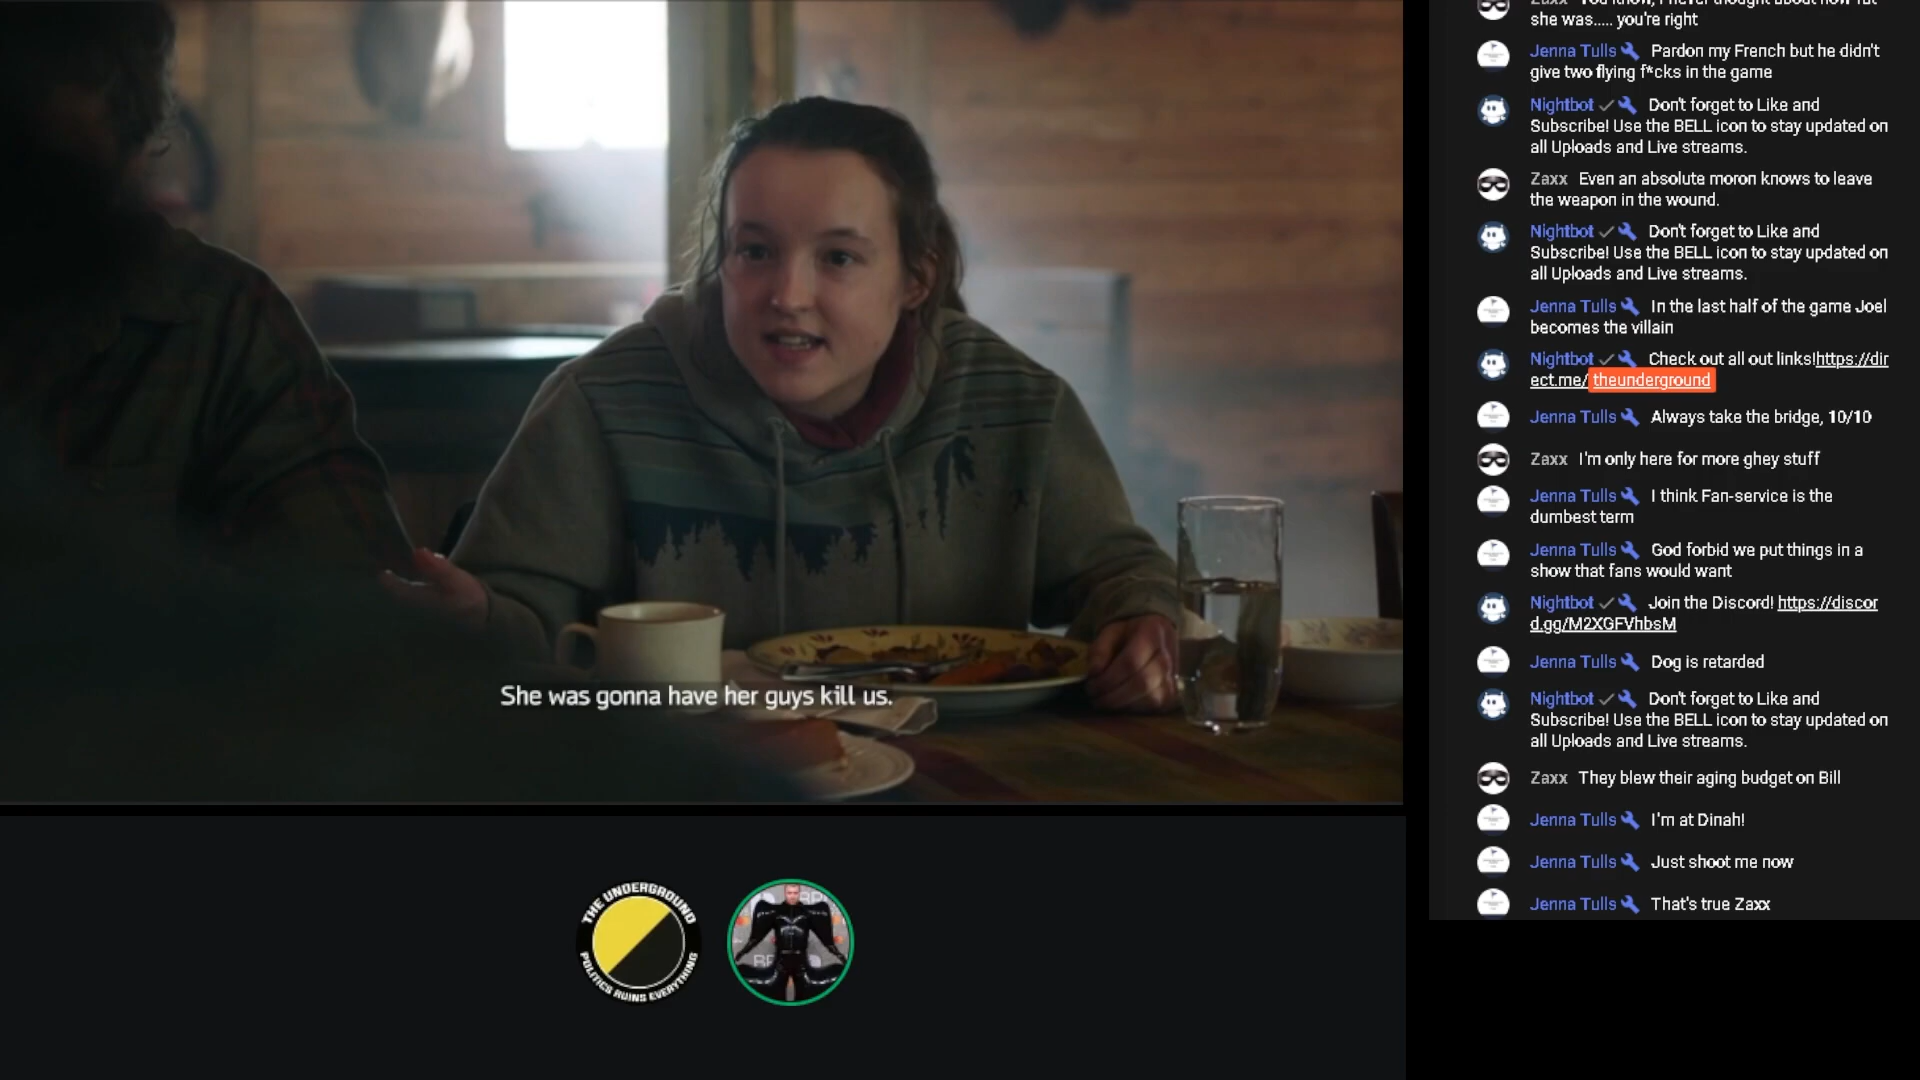 She was gonna have her guys kill us.
THE UNDERGROUND
POLITICS RUINS EVERYTHING
she was..... you're right
Jenna Tulls Pardon my French but he didn't
give two flying f*cks in the game
Nightbot Don't forget to Like and
Subscribe! Use the BELL icon to stay updated on
all Uploads and Live streams.
Zaxx Even an absolute moron knows to leave
the weapon in the wound.
Nightbot Don't forget to Like and
Subscribe! Use the BELL icon to stay updated on
all Uploads and Live streams.
Jenna Tulls In the last half of the game Joel
becomes the villain
Nightbot Check out all out links!https://dir
ect.me/theunderground
Jenna Tulls Always take the bridge, 10/10
Zaxx I'm only here for more ghey stuff
Jenna Tulls I think Fan-service is the
dumbest term
Jenna Tulls God forbid we put things in a
show that fans would want
Nightbot Join the Discord! https://discor
d.gg/M2XGFVhbsM
Jenna Tulls Dog is retarded
Nightbot Don't forget to Like and
Subscribe! Use the BELL icon to stay updated on
all Uploads and Live streams.
Zaxx They blew their aging budget on Bill
Jenna Tulls I'm at Dinah!
Jenna Tulls Just shoot me now
Jenna Tulls That's true Zaxx